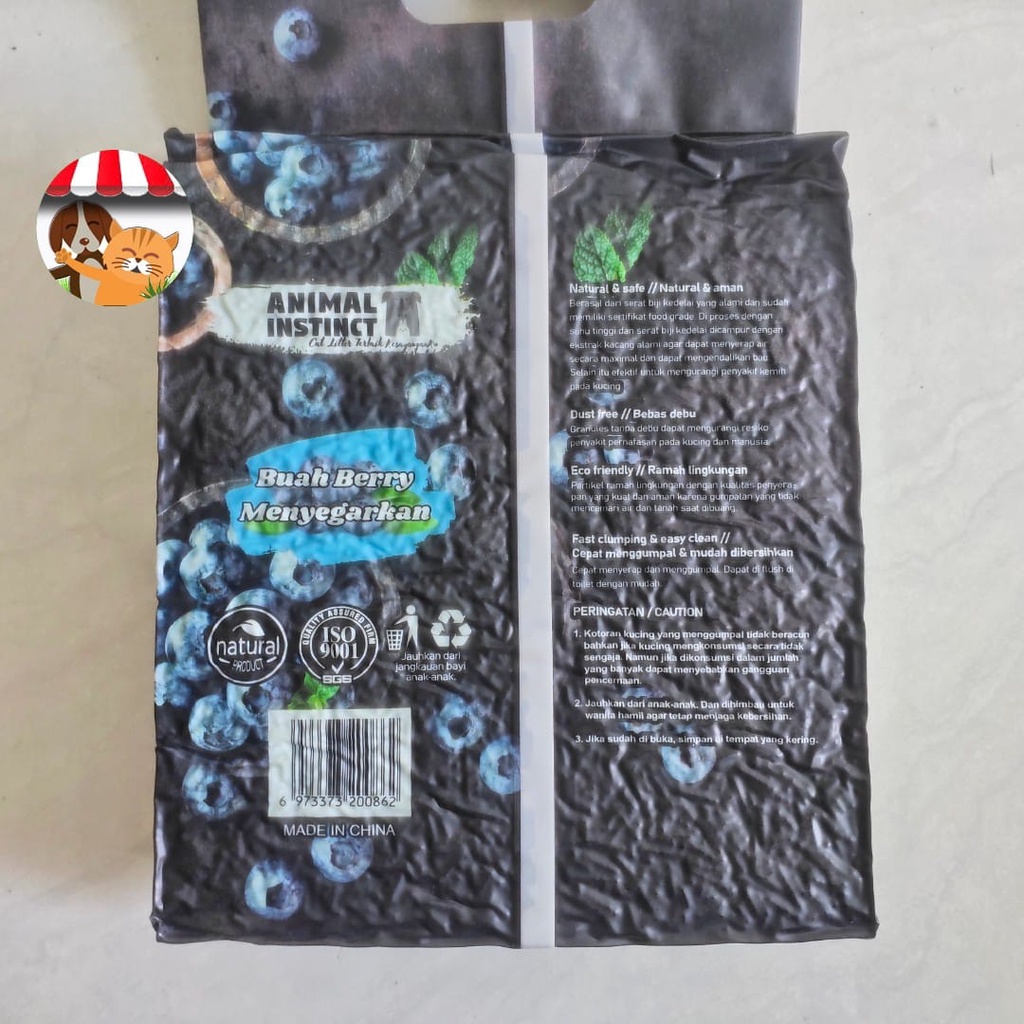 ANIMAL
INSTINCT
Cat Litter Terbaik Kesayanganku
Buah Berry
Menyegarkan
natural
PRODUCT
QUALITY ASSURED FIRM
ISO
9001
SGS
Jauhkan dari
jangkauan bayi
anak-anak.
6 973373 200862
MADE IN CHINA
Natural & safe // Natural & aman
Berasal dari serat biji kedelai yang alami dan sudah
memiliki sertifikat food grade. Di proses dengan
suhu tinggi dan serat biji kedelai dicampur dengan
ekstrak kacang alami agar dapat menyerap air
secara maximal dan dapat mengendalikan bau.
Selain itu efektif untuk mengurangi penyakit kemih
pada kucing
Dust free // Bebas debu
Granules tanpa debu dapat mengurangi resiko
penyakit pernafasan pada kucing dan manusia.
Eco friendly // Ramah lingkungan
Partikel ramah lingkungan dengan kualitas penyera-
pan yang kuat dan aman karena gumpalan yang tidak
mencemari air dan tanah saat dibuang.
Fast clumping & easy clean //
Cepat menggumpal & mudah dibersihkan
Cepat menyerap dan menggumpal. Dapat di flush di
toilet dengan mudah.
PERINGATAN / CAUTION
1. Kotoran kucing yang menggumpal tidak beracun
bahkan jika kucing mengkonsumsi secara tidak
sengaja. Namun jika dikonsumsi dalam jumlah
yang banyak dapat menyebabkan gangguan
pencernaan.
2. Jauhkan dari anak-anak. Dan dihimbau untuk
wanita hamil agar tetap menjaga kebersihan.
3. Jika sudah di buka, simpan di tempat yang kering.